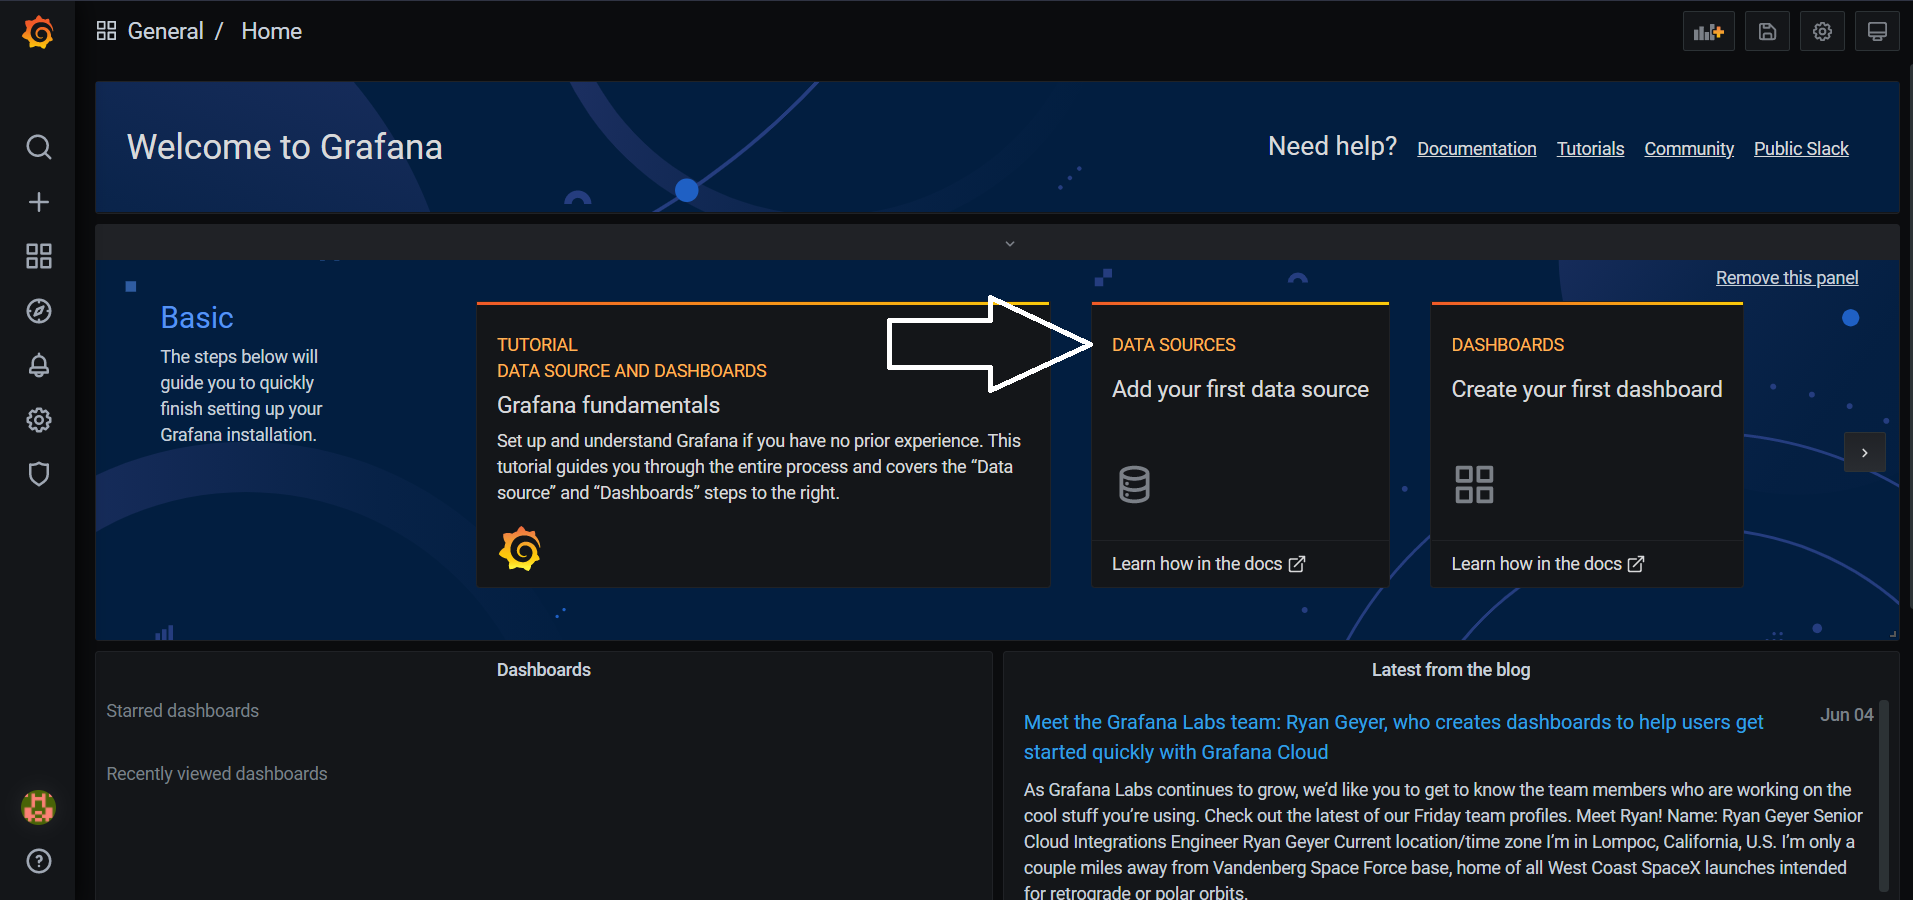 General / Home
Welcome to Grafana
Need help? Documentation Tutorials Community Public Slack
Remove this panel
Basic
The steps below will
guide you to quickly
finish setting up your
Grafana installation.
TUTORIAL
DATA SOURCE AND DASHBOARDS
Grafana fundamentals
Set up and understand Grafana if you have no prior experience. This
tutorial guides you through the entire process and covers the “Data
source” and “Dashboards” steps to the right.
DATA SOURCES
Add your first data source
Learn how in the docs
DASHBOARDS
Create your first dashboard
Learn how in the docs
Dashboards
Starred dashboards
Recently viewed dashboards
Latest from the blog
Meet the Grafana Labs team: Ryan Geyer, who creates dashboards to help users get
started quickly with Grafana Cloud
Jun 04
As Grafana Labs continues to grow, we’d like you to get to know the team members who are working on the
cool stuff you’re using. Check out the latest of our Friday team profiles. Meet Ryan! Name: Ryan Geyer Senior
Cloud Integrations Engineer Ryan Geyer Current location/time zone I’m in Lompoc, California, U.S. I’m only a
couple miles away from Vandenberg Space Force base, home of all West Coast SpaceX launches intended
for retrograde or polar orbits.